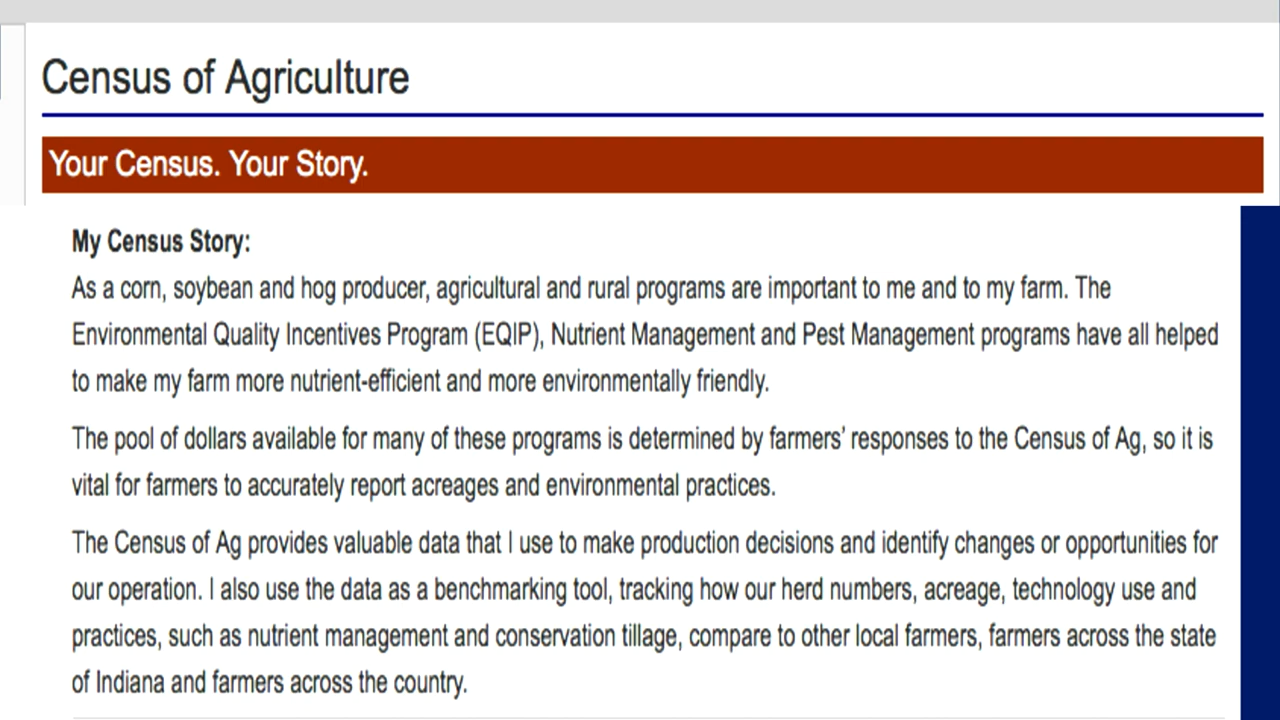 Census of Agriculture
Your Census. Your Story.
My Census Story:
As a corn, soybean and hog producer, agricultural and rural programs are important to me and to my farm. The
Environmental Quality Incentives Program (EQIP), Nutrient Management and Pest Management programs have all helped
to make my farm more nutrient-efficient and more environmentally friendly.
The pool of dollars available for many of these programs is determined by farmers’ responses to the Census of Ag, so it is
vital for farmers to accurately report acreages and environmental practices.
The Census of Ag provides valuable data that I use to make production decisions and identify changes or opportunities for
our operation. I also use the data as a benchmarking tool, tracking how our herd numbers, acreage, technology use and
practices, such as nutrient management and conservation tillage, compare to other local farmers, farmers across the state
of Indiana and farmers across the country.